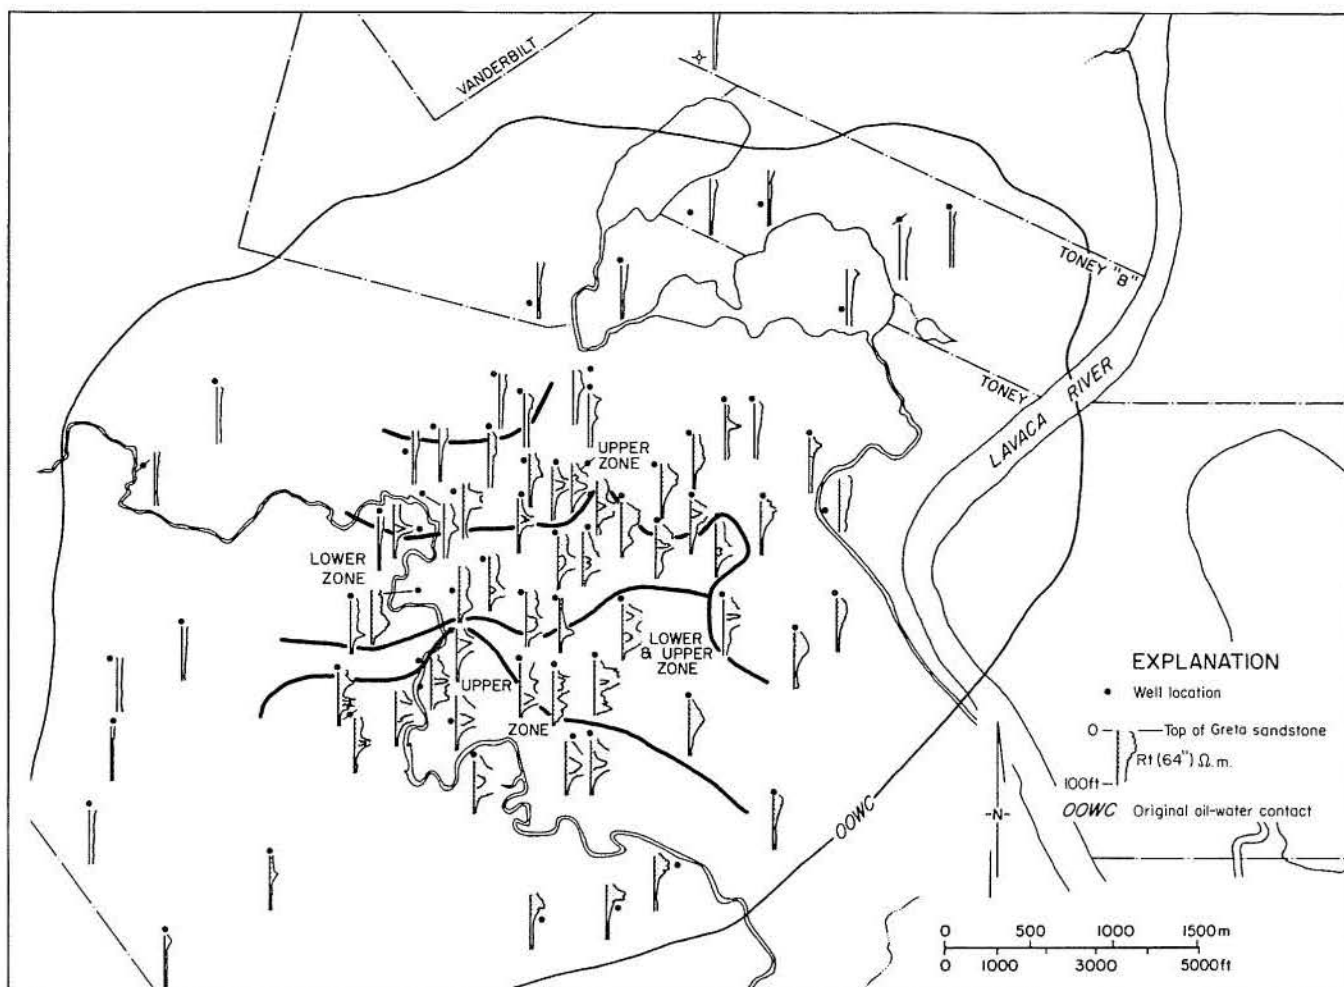 VANDERBILT
TONEY "B"
TONEY
LAVACA RIVER
UPPER
ZONE
LOWER
ZONE
LOWER
& UPPER
ZONE
UPPER
ZONE
OOWC
EXPLANATION
Well location
0 Top of Greta sandstone
Rt (64") Ω.m.
100ft
OOWC Original oil-water contact
-N-
0 500 1000 1500m
0 1000 3000 5000ft